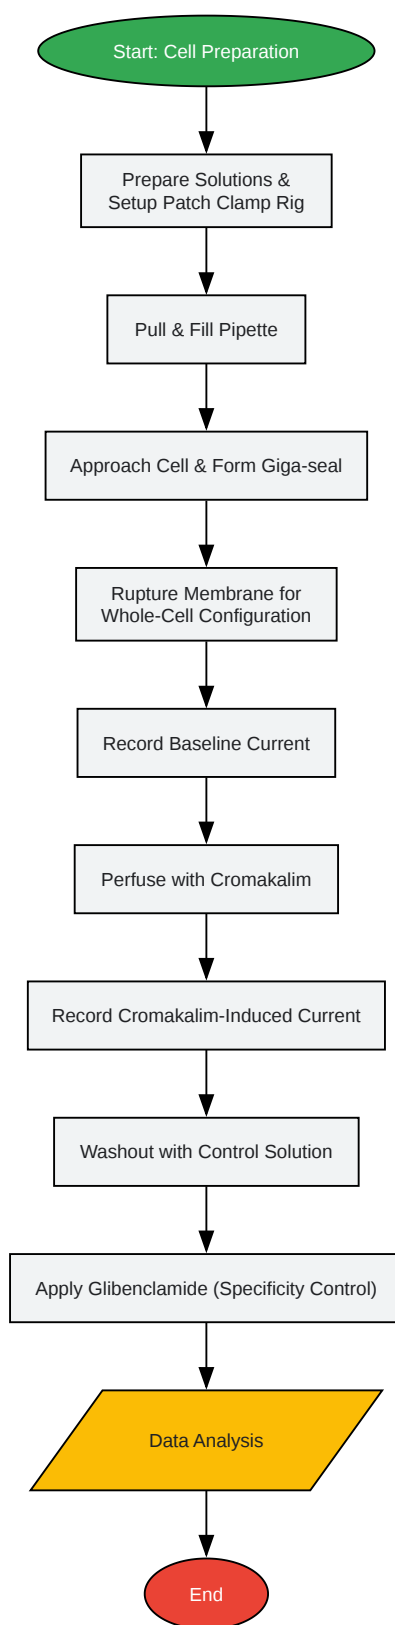 Start: Cell Preparation
Prepare Solutions &
Setup Patch Clamp Rig
Pull & Fill Pipette
Approach Cell & Form Giga-seal
Rupture Membrane for
Whole-Cell Configuration
Record Baseline Current
Perfuse with Cromakalim
Record Cromakalim-Induced Current
Washout with Control Solution
Apply Glibenclamide (Specificity Control)
Data Analysis
End